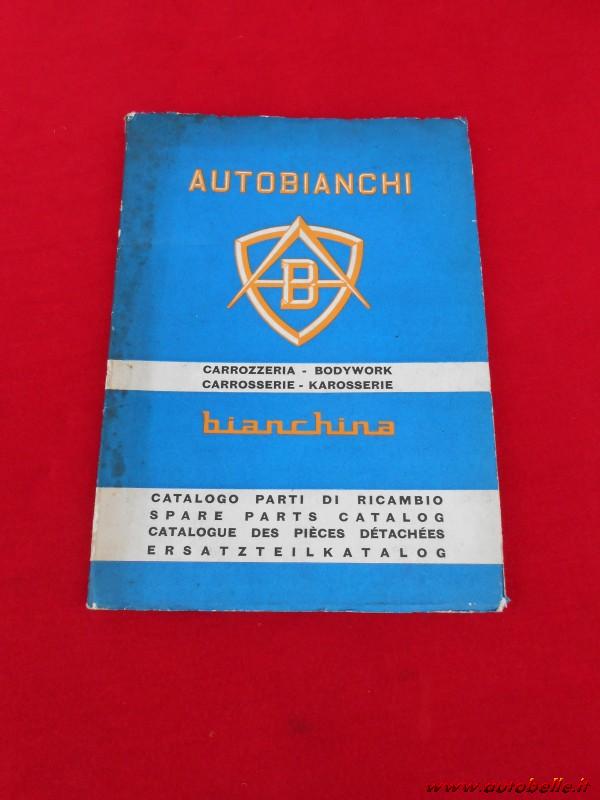 AUTOBIANCHI
B
CARROZZERIA - BODYWORK
CARROSSERIE - KAROSSERIE
bianchina
CATALOGO PARTI DI RICAMBIO
SPARE PARTS CATALOG
CATALOGUE DES PIÈCES DÉTACHÉES
ERSATZTEILKATALOG
www.autobelle.it